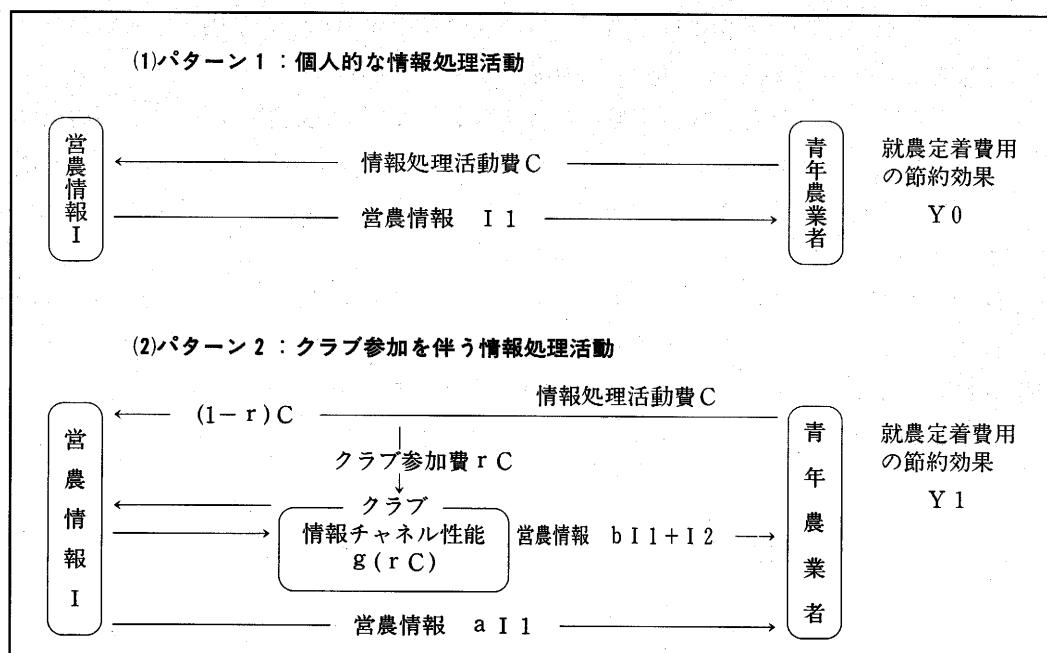 (1)パターン1：個人的な情報処理活動
営農情報I
情報処理活動費C
営農情報 I1
青年農業者
就農定着費用
の節約効果
Y0
(2)パターン2：クラブ参加を伴う情報処理活動
営農情報I
(1-r)C
情報処理活動費C
クラブ参加費rC
クラブ
情報チャネル性能
g(rC)
営農情報 bI1+I2
営農情報 aI1
青年農業者
就農定着費用
の節約効果
Y1